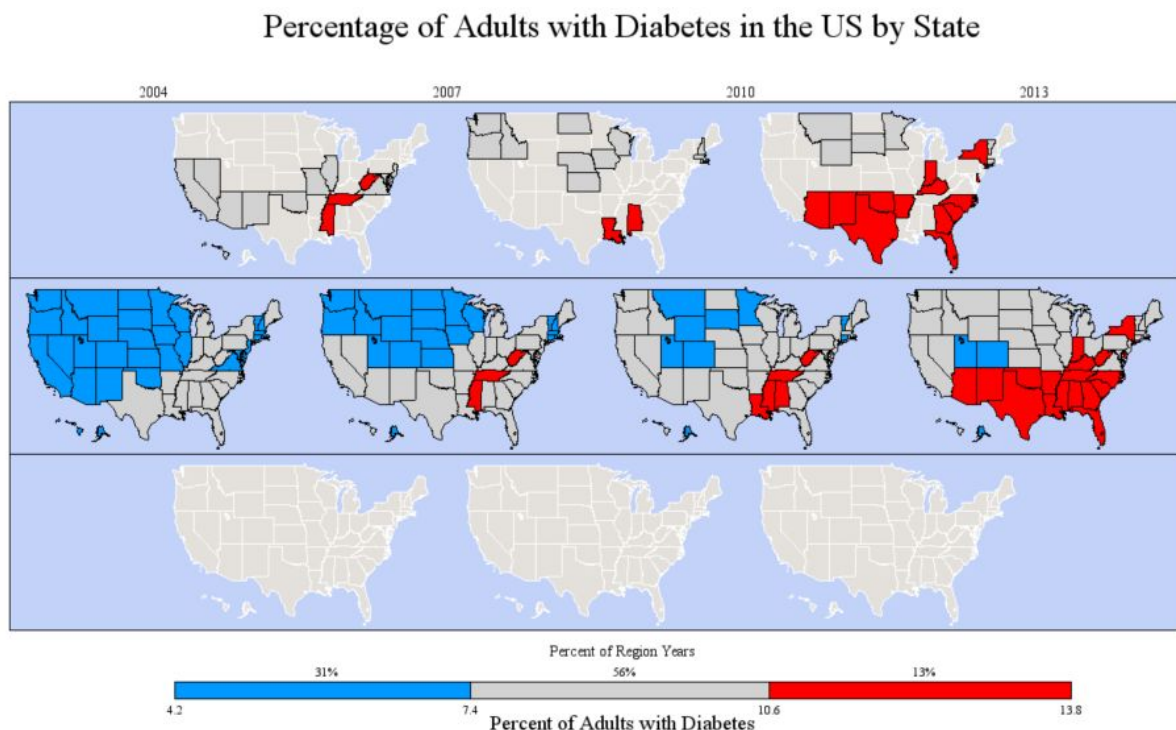 Percentage of Adults with Diabetes in the US by State
2004 2007 2010 2013
Percent of Region Years
31% 56% 13%
4.2 7.4 10.6 13.8
Percent of Adults with Diabetes